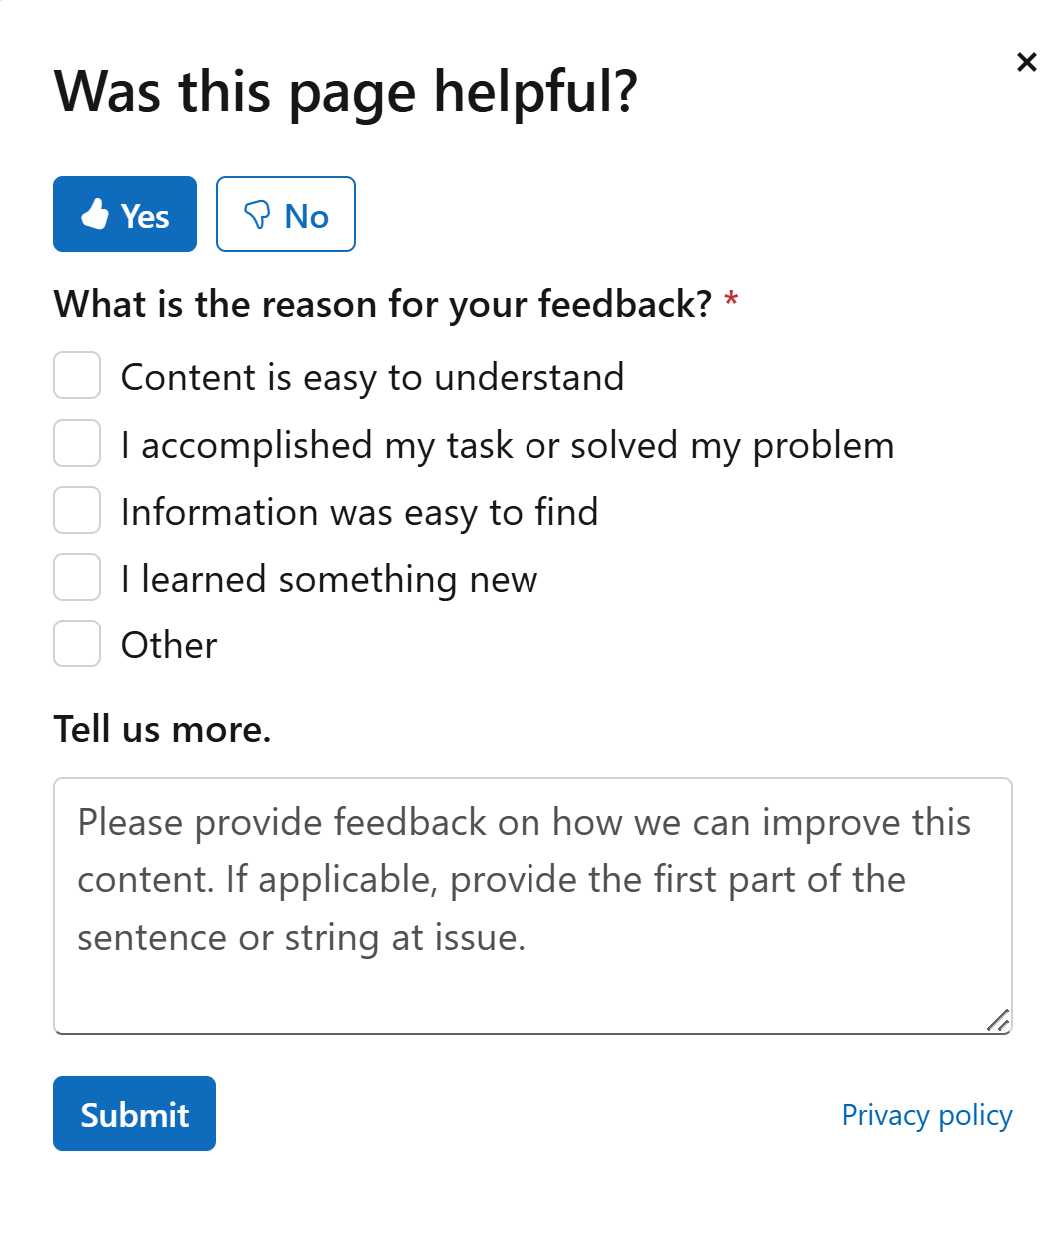 Was this page helpful?
Yes
No
What is the reason for your feedback? *
Content is easy to understand
I accomplished my task or solved my problem
Information was easy to find
I learned something new
Other
Tell us more.
Please provide feedback on how we can improve this
content. If applicable, provide the first part of the
sentence or string at issue.
Submit
Privacy policy